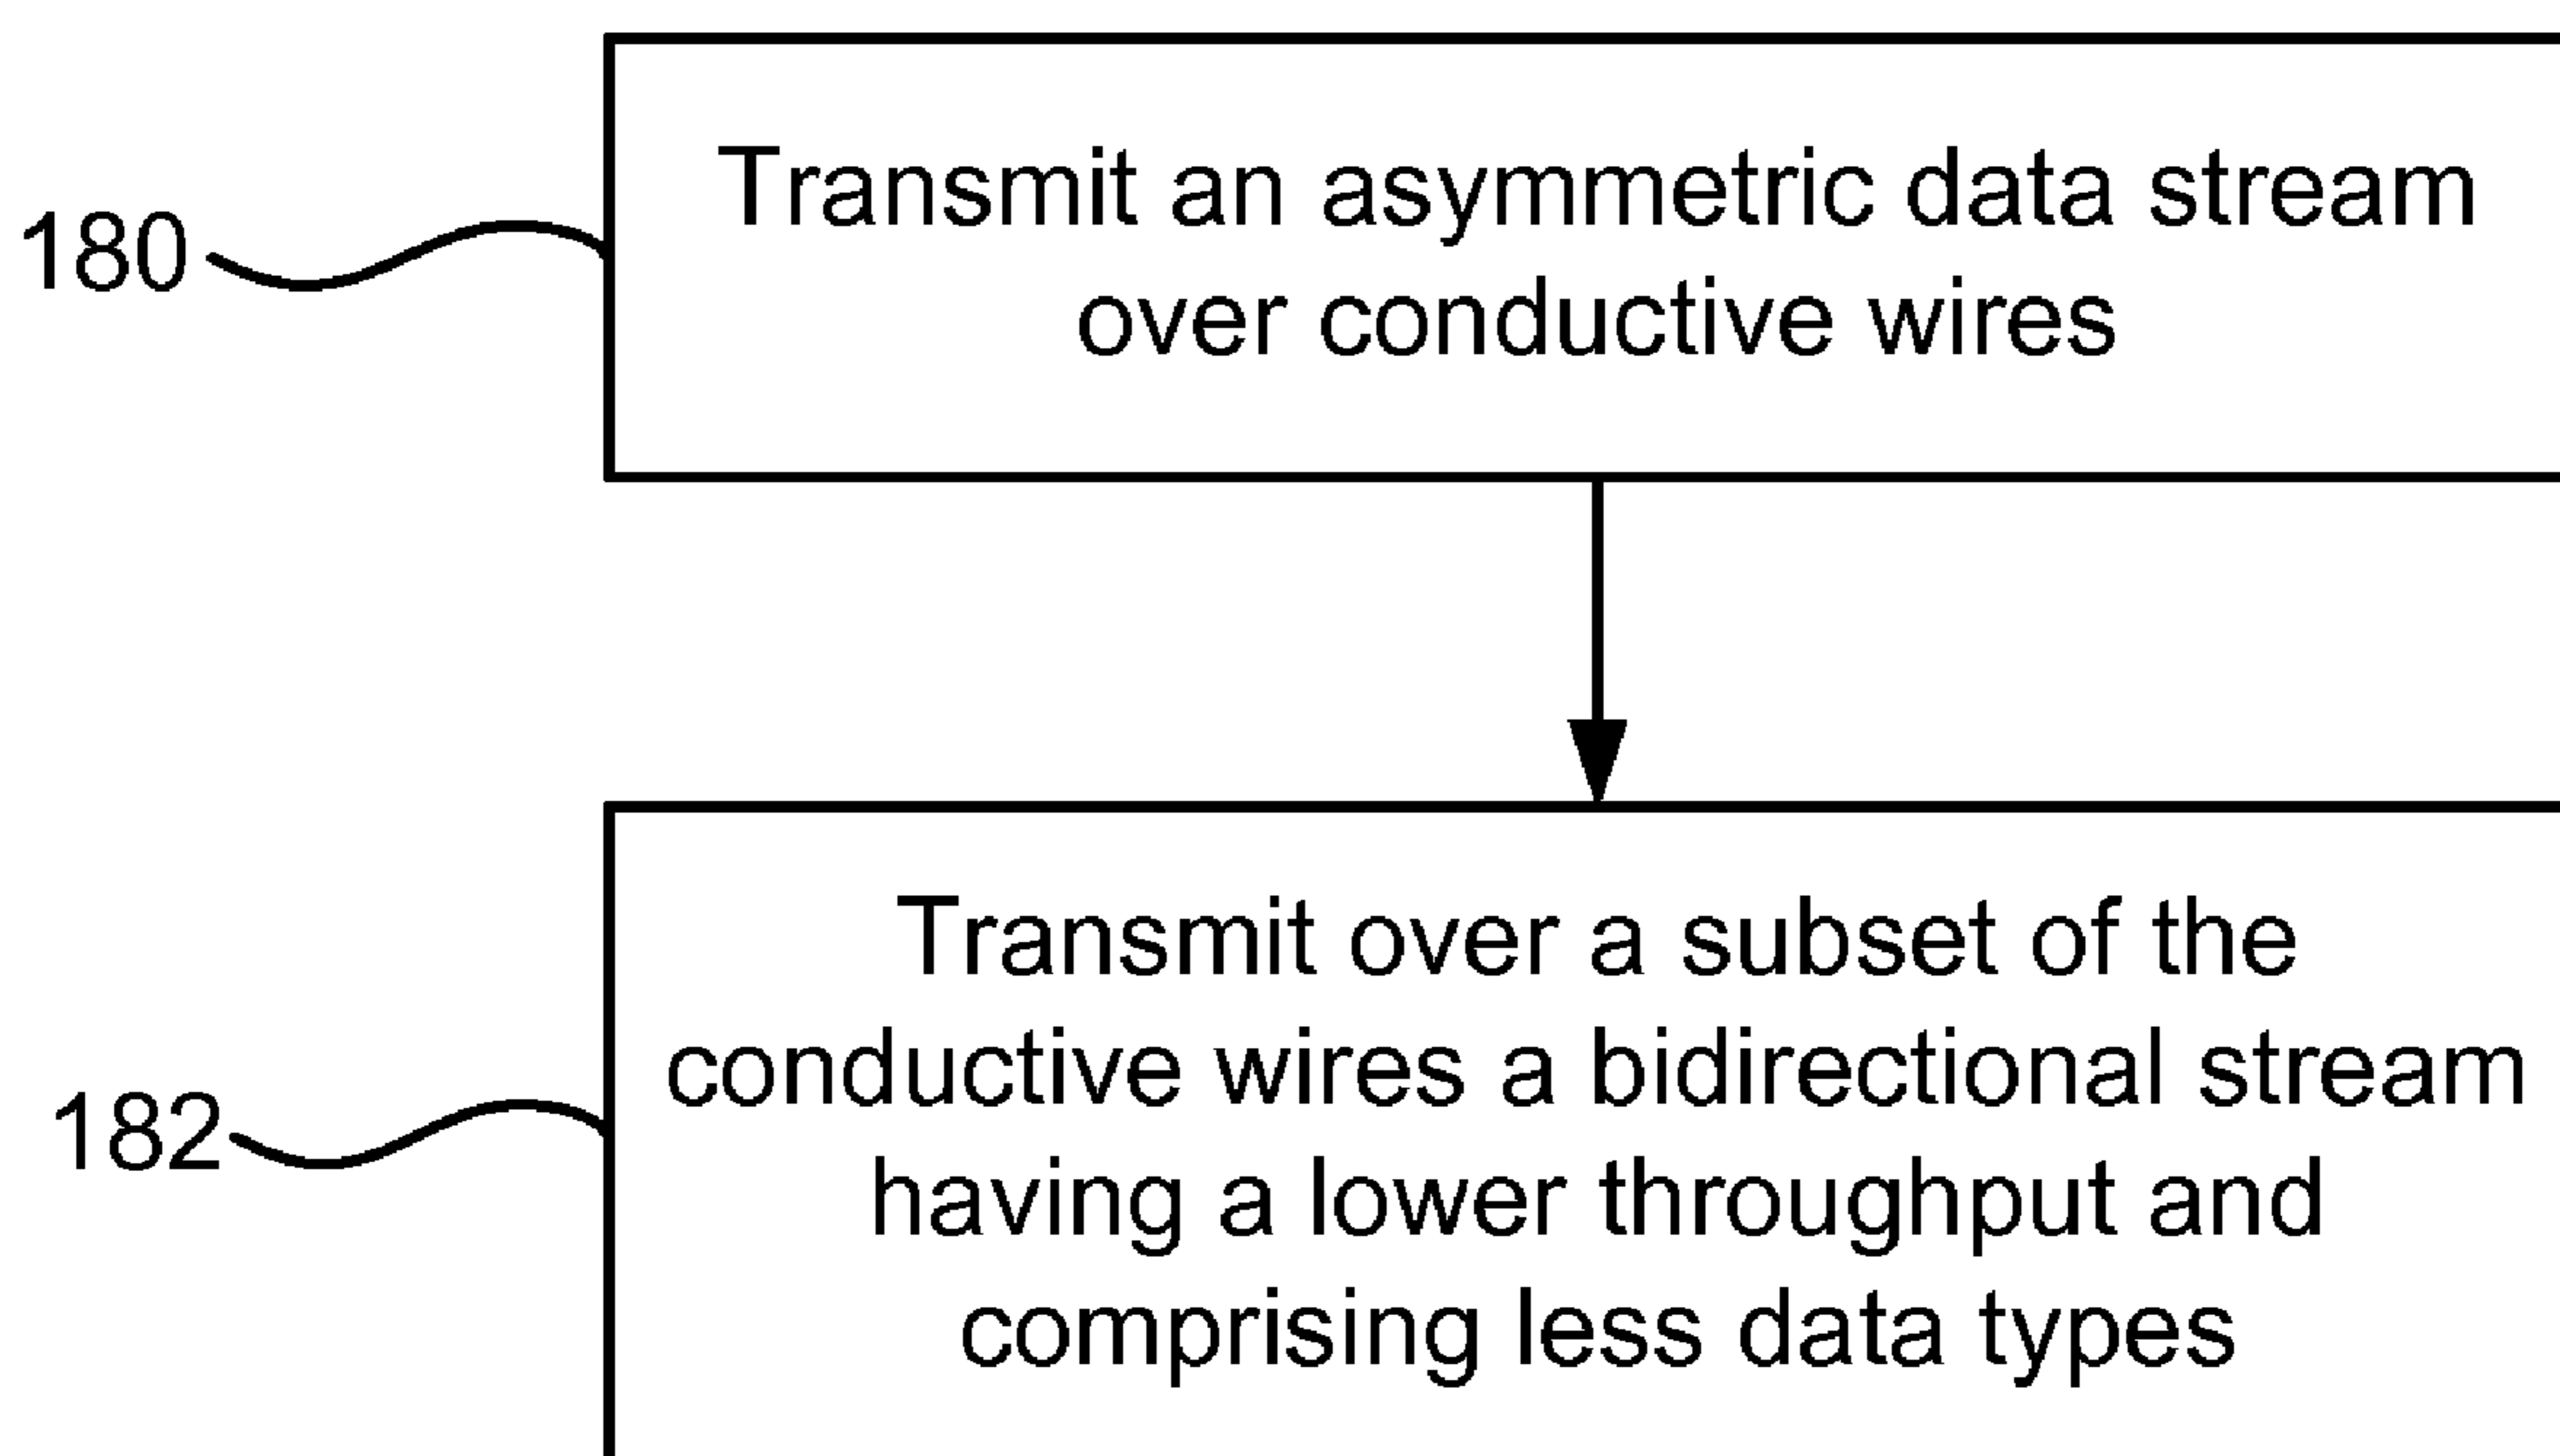 180
Transmit an asymmetric data stream
over conductive wires
182
Transmit over a subset of the
conductive wires a bidirectional stream
having a lower throughput and
comprising less data types